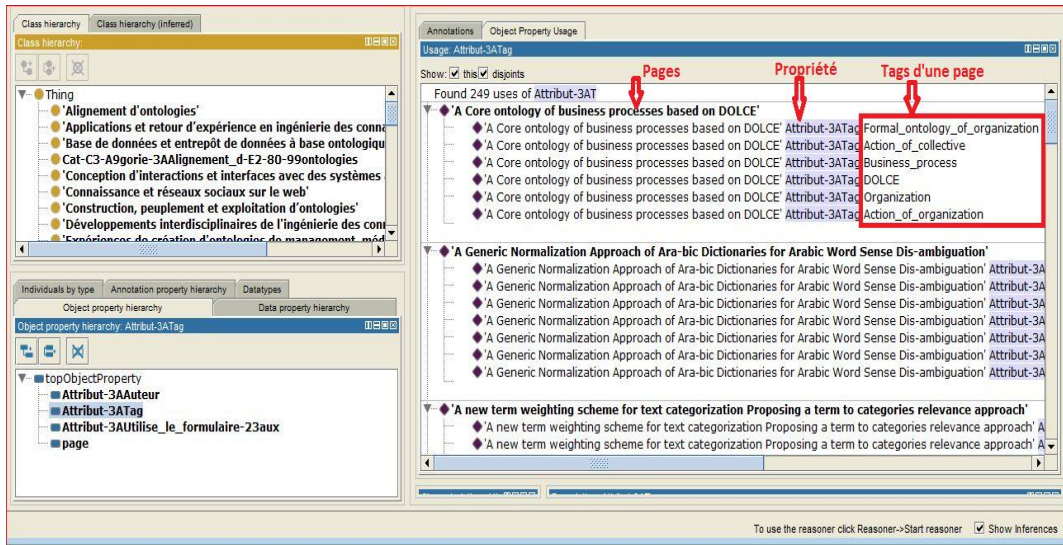 Class hierarchy Class hierarchy (inferred)
Class hierarchy:
Thing
'Alignement d'ontologies'
'Applications et retour d'expérience en ingénierie des conna
'Base de données et entrepôt de données à base ontologiqu
Cat-C3-A9gorie-3AAlignement_d-E2-80-99ontologies
'Conception d'interactions et interfaces avec des systèmes
'Connaissance et réseaux sociaux sur le web'
'Construction, peuplement et exploitation d'ontologies'
'Développements interdisciplinaires de l'ingénierie des con
'Expériences de création d'ontologies de management, méd
Individuals by type Annotation property hierarchy Datatypes
Object property hierarchy Data property hierarchy
Object property hierarchy: Attribut-3ATag
topObjectProperty
Attribut-3AAuteur
Attribut-3ATag
Attribut-3AUtilise_le_formulaire-23aux
page
Annotations Object Property Usage
Usage: Attribut-3ATag
Show: this disjoints
Pages Propriété Tags d'une page
Found 249 uses of Attribut-3AT
'A Core ontology of business processes based on DOLCE'
'A Core ontology of business processes based on DOLCE' Attribut-3ATag Formal_ontology_of_organization
'A Core ontology of business processes based on DOLCE' Attribut-3ATag Action_of_collective
'A Core ontology of business processes based on DOLCE' Attribut-3ATag Business_process
'A Core ontology of business processes based on DOLCE' Attribut-3ATag DOLCE
'A Core ontology of business processes based on DOLCE' Attribut-3ATag Organization
'A Core ontology of business processes based on DOLCE' Attribut-3ATag Action_of_organization
'A Generic Normalization Approach of Ara-bic Dictionaries for Arabic Word Sense Dis-ambiguation'
'A Generic Normalization Approach of Ara-bic Dictionaries for Arabic Word Sense Dis-ambiguation' Attribut-3A
'A Generic Normalization Approach of Ara-bic Dictionaries for Arabic Word Sense Dis-ambiguation' Attribut-3A
'A Generic Normalization Approach of Ara-bic Dictionaries for Arabic Word Sense Dis-ambiguation' Attribut-3A
'A Generic Normalization Approach of Ara-bic Dictionaries for Arabic Word Sense Dis-ambiguation' Attribut-3A
'A Generic Normalization Approach of Ara-bic Dictionaries for Arabic Word Sense Dis-ambiguation' Attribut-3A
'A Generic Normalization Approach of Ara-bic Dictionaries for Arabic Word Sense Dis-ambiguation' Attribut-3A
'A Generic Normalization Approach of Ara-bic Dictionaries for Arabic Word Sense Dis-ambiguation' Attribut-3A
'A new term weighting scheme for text categorization Proposing a term to categories relevance approach'
'A new term weighting scheme for text categorization Proposing a term to categories relevance approach' A
'A new term weighting scheme for text categorization Proposing a term to categories relevance approach' A
To use the reasoner click Reasoner->Start reasoner Show Inferences